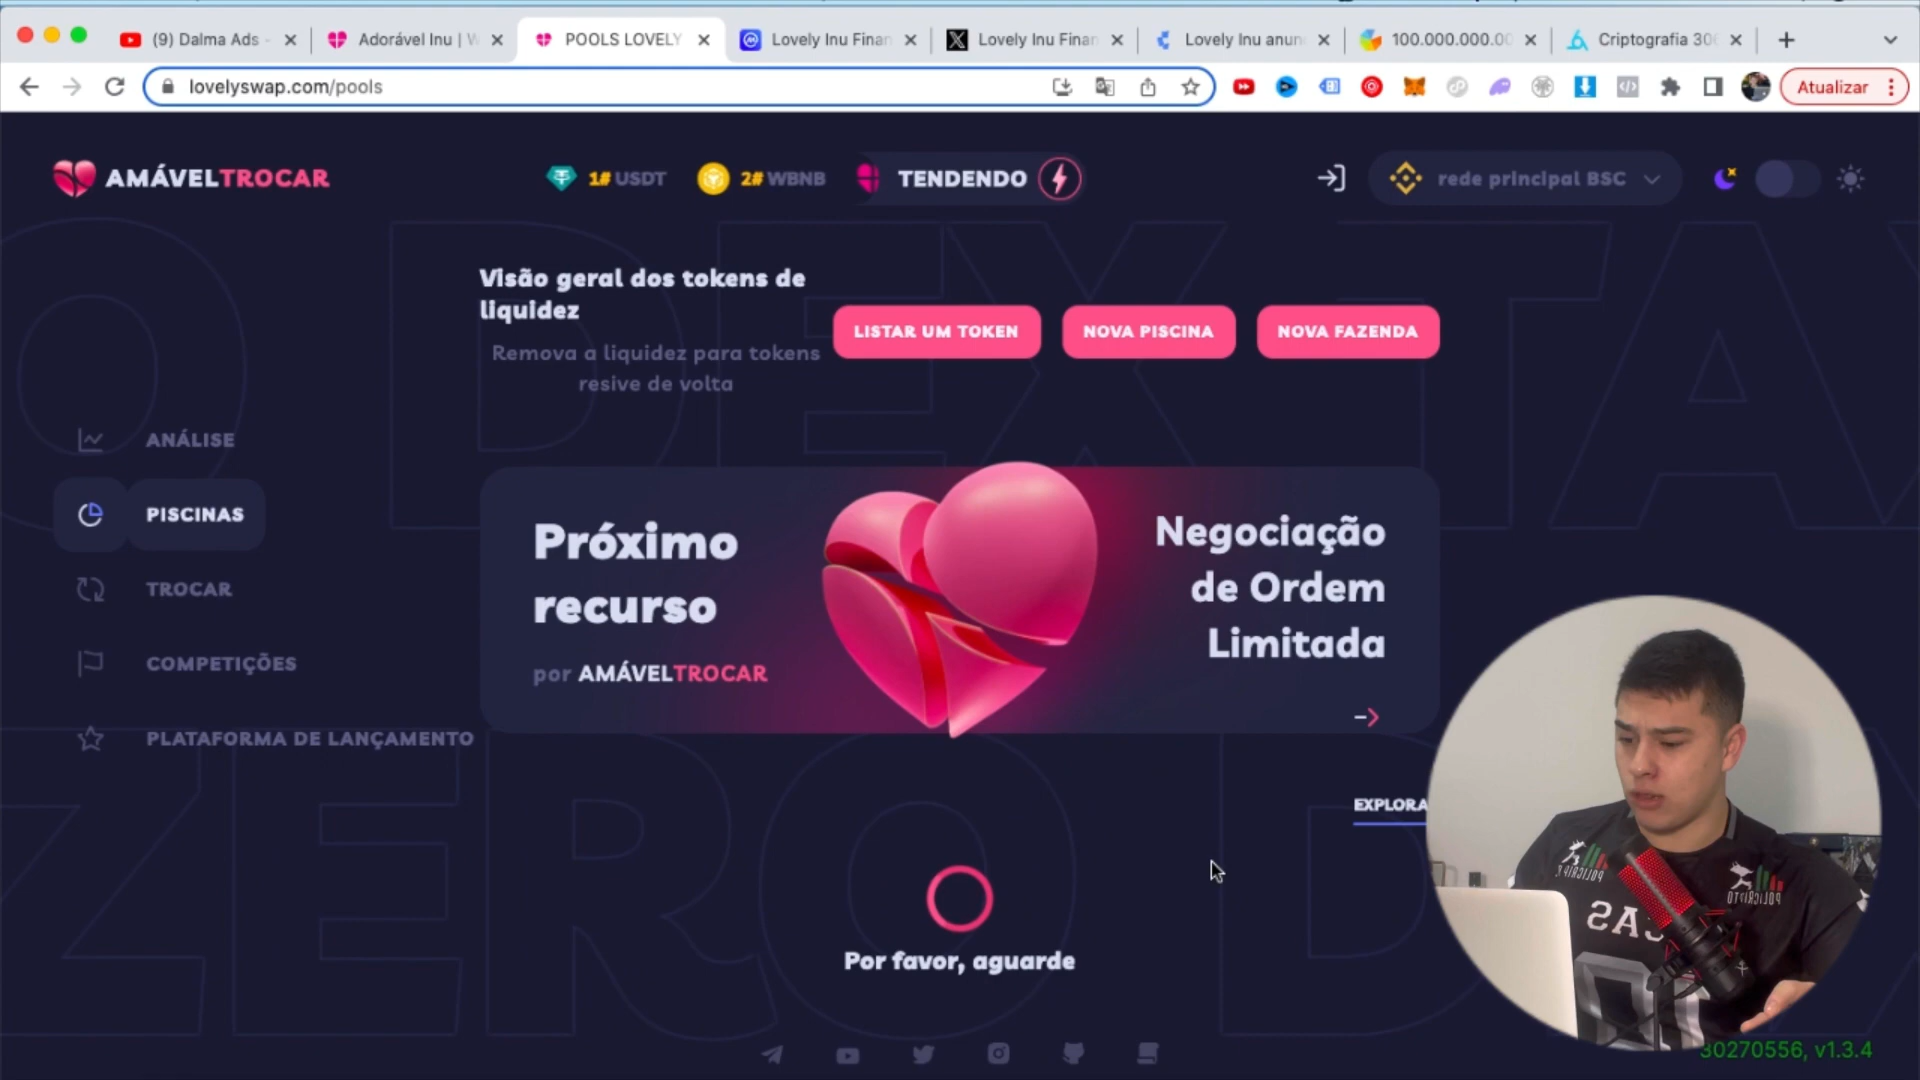 (9) Dalma Ads -
Adorável Inu |
POOLS LOVELY
Lovely Inu Finan
Lovely Inu Finan
Lovely Inu anun
100.000.000.00
Criptografia 30
lovelyswap.com/pools
Atualizar
AMÁVELTROCAR
1# USDT
2# WBNB
TENDENDO
rede principal BSC
Visão geral dos tokens de
liquidez
Remova a liquidez para tokens
resive de volta
LISTAR UM TOKEN
NOVA PISCINA
NOVA FAZENDA
ANÁLISE
PISCINAS
TROCAR
COMPETIÇÕES
PLATAFORMA DE LANÇAMENTO
Próximo
recurso
por AMÁVELTROCAR
Negociação
de Ordem
Limitada
EXPLORA
Por favor, aguarde
30270556, v1.3.4
DEX TAX
ZERO